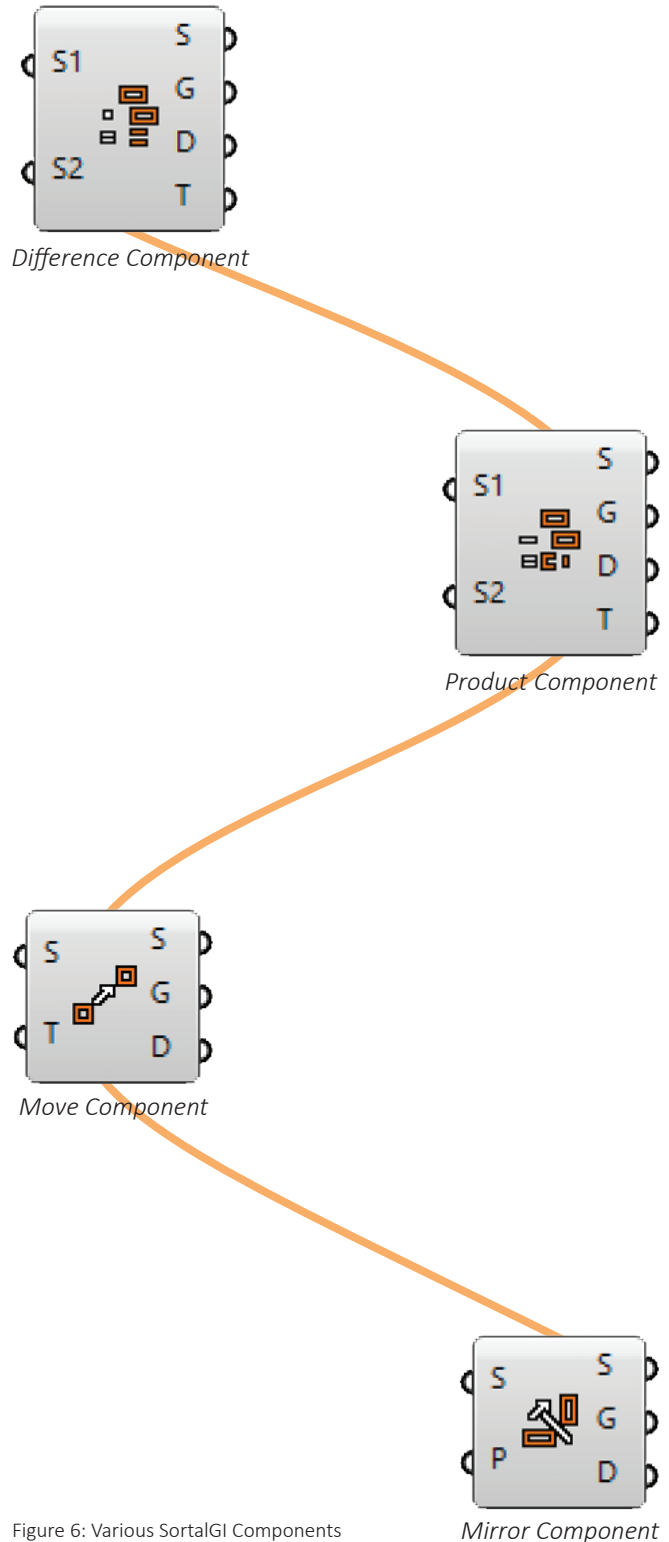 S
S1
G
D
S2
T
Difference Component
S
S1
G
D
S2
T
Product Component
S
S
G
T
D
Move Component
S
S
G
P
D
Figure 6: Various SortalGI Components
Mirror Component